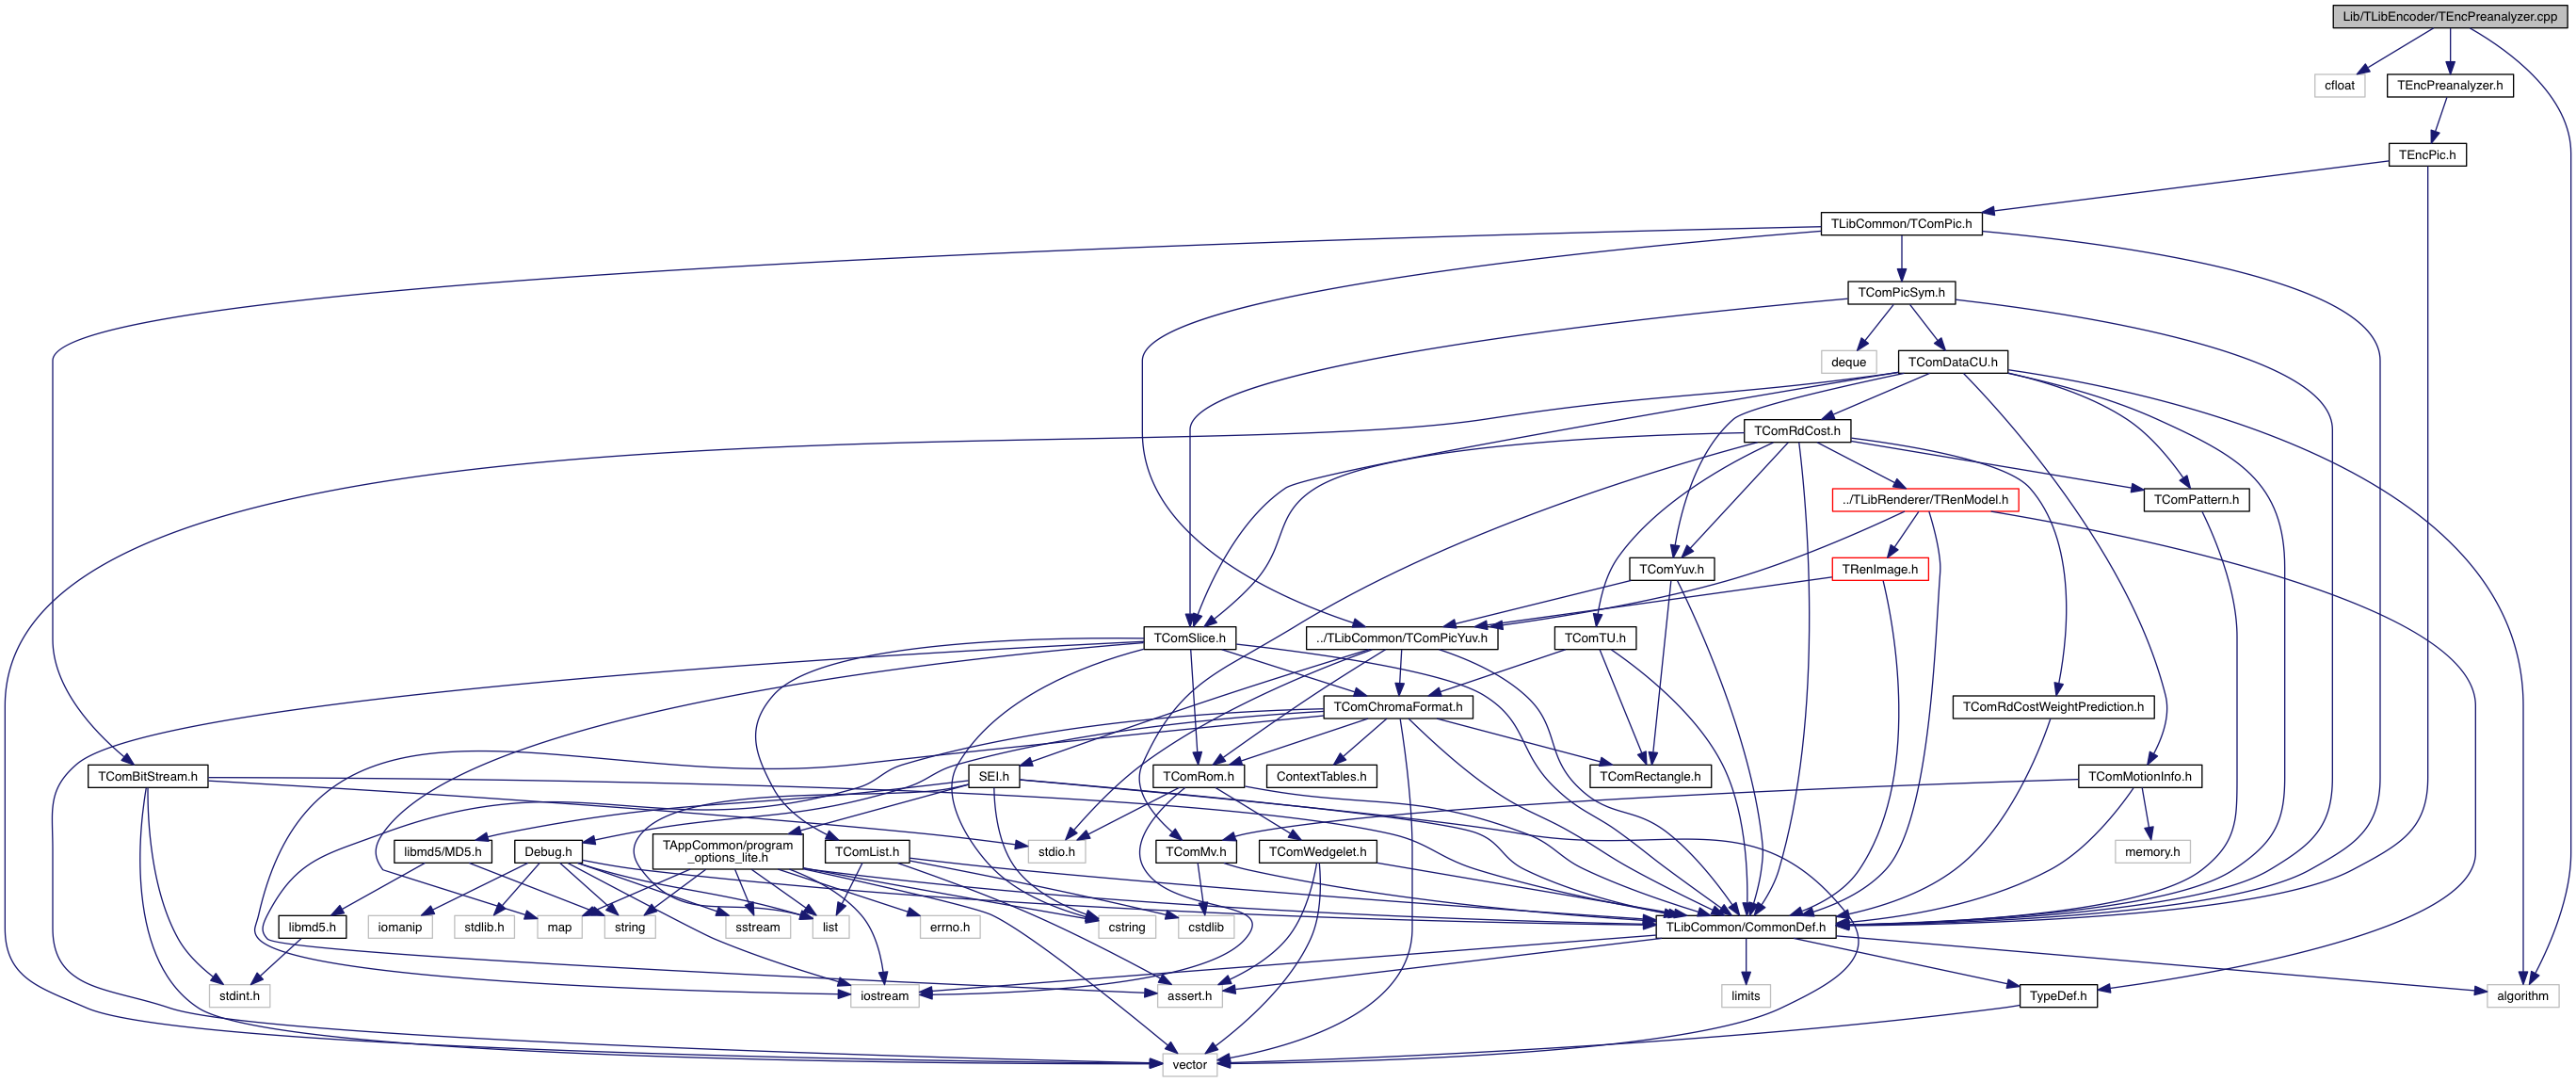 Lib/TLibEncoder/TEncPreanalyzer.cpp
cfloat
TEncPreanalyzer.h
TEncPic.h
TLibCommon/TComPic.h
TComPicSym.h
deque
TComDataCU.h
TComRdCost.h
../TLibRenderer/TRenModel.h
TComPattern.h
TComYuv.h
TRenImage.h
TComSlice.h
../TLibCommon/TComPicYuv.h
TComTU.h
TComChromaFormat.h
TComRdCostWeightPrediction.h
TComBitStream.h
SEI.h
TComRom.h
ContextTables.h
TComRectangle.h
TComMotionInfo.h
libmd5/MD5.h
Debug.h
TAppCommon/program
_options_lite.h
TComList.h
stdio.h
TComMv.h
TComWedgelet.h
memory.h
libmd5.h
iomanip
stdlib.h
map
string
sstream
list
errno.h
cstring
cstdlib
TLibCommon/CommonDef.h
stdint.h
iostream
assert.h
limits
TypeDef.h
algorithm
vector